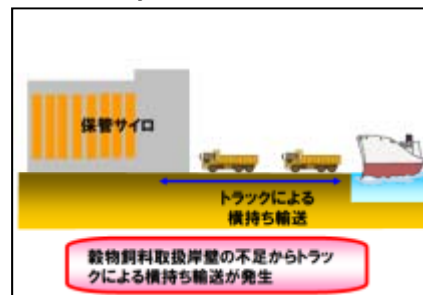 保管サイロ
トラックによる
横持ち輸送
穀物飼料取扱岸壁の不足からトラッ
クによる横持ち輸送が発生